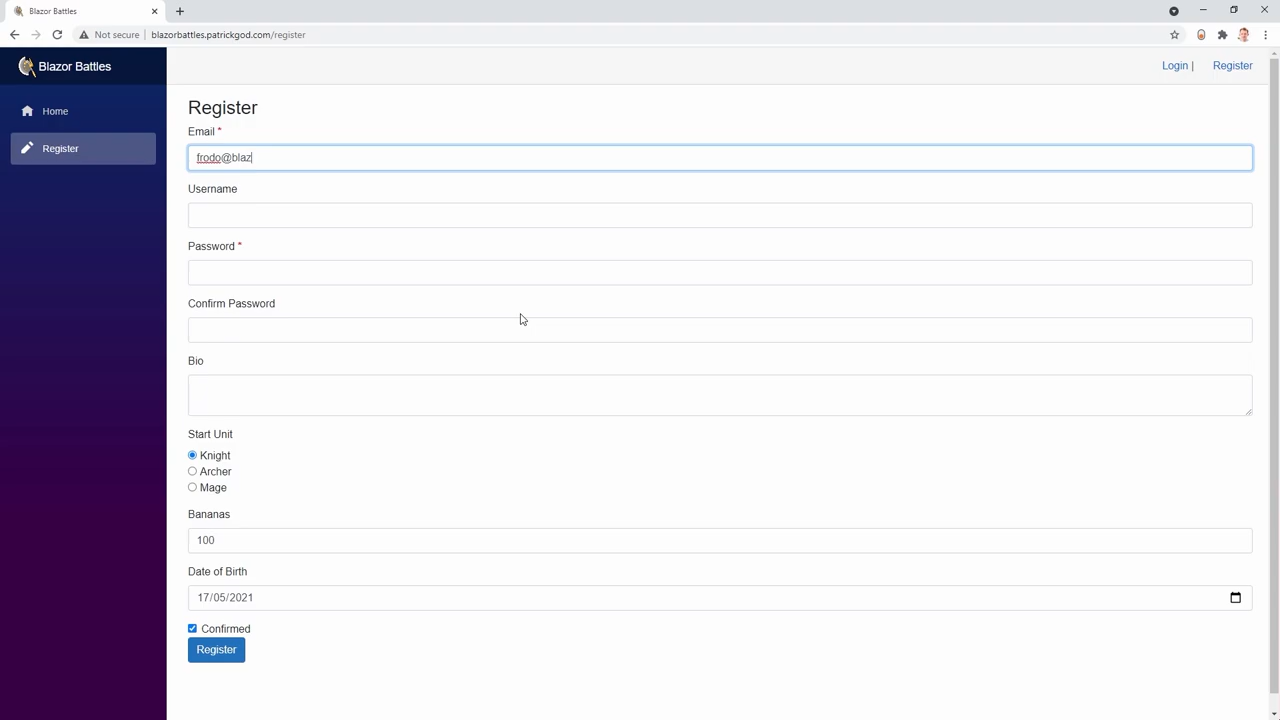 Blazor Battles
Not secure | blazorbattles.patrickgod.com/register
Blazor Battles
Login | Register
Home
Register
Register
Email *
frodo@blaz
Username
Password *
Confirm Password
Bio
Start Unit
Knight
Archer
Mage
Bananas
100
Date of Birth
17/05/2021
Confirmed
Register